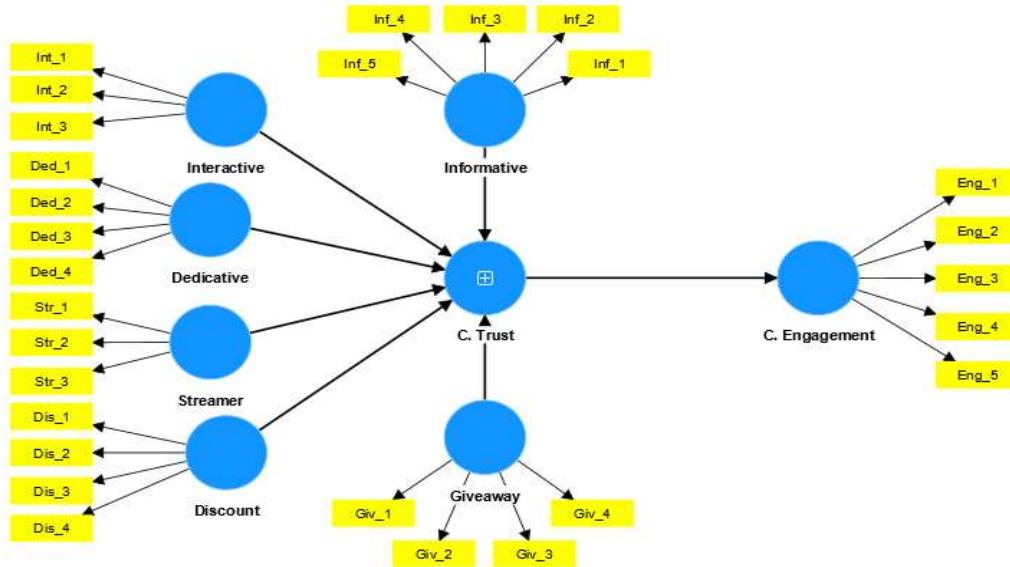 Inf_4
Inf_3
Inf_2
Inf_5
Inf_1
Int_1
Int_2
Int_3
Interactive
Informative
Ded_1
Ded_2
Ded_3
Ded_4
Dedicative
Eng_1
Eng_2
Eng_3
Eng_4
Eng_5
C. Trust
C. Engagement
Str_1
Str_2
Str_3
Streamer
Dis_1
Dis_2
Dis_3
Dis_4
Discount
Giveaway
Giv_1
Giv_4
Giv_2
Giv_3